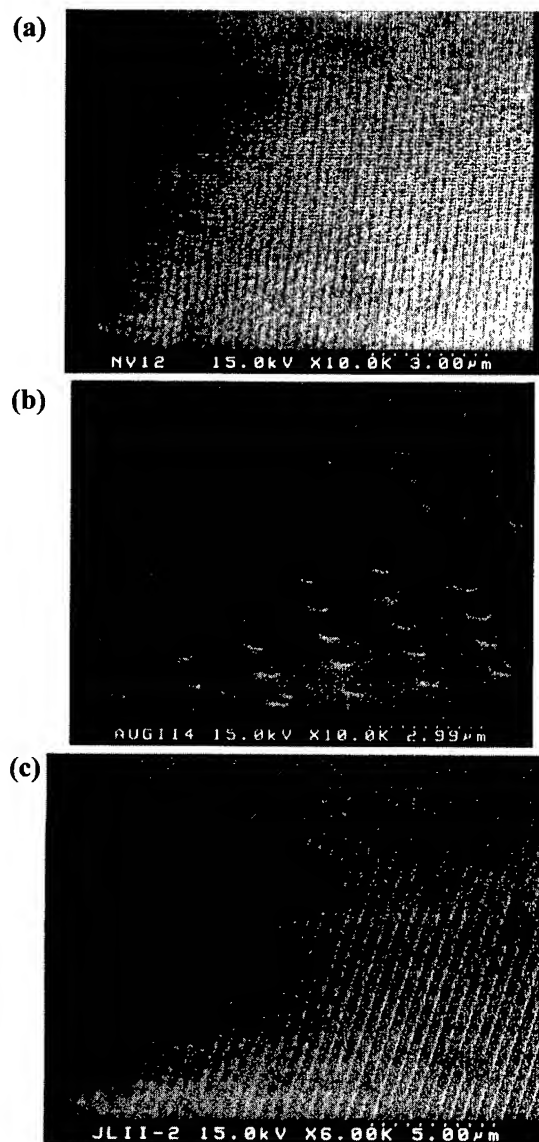 (a)
NV12 15.0kV X10.0K 3.00µm
(b)
AUG114 15.0kV X10.0K 2.99µm
(c)
JLII-2 15.0kV X6.00K 5.00µm